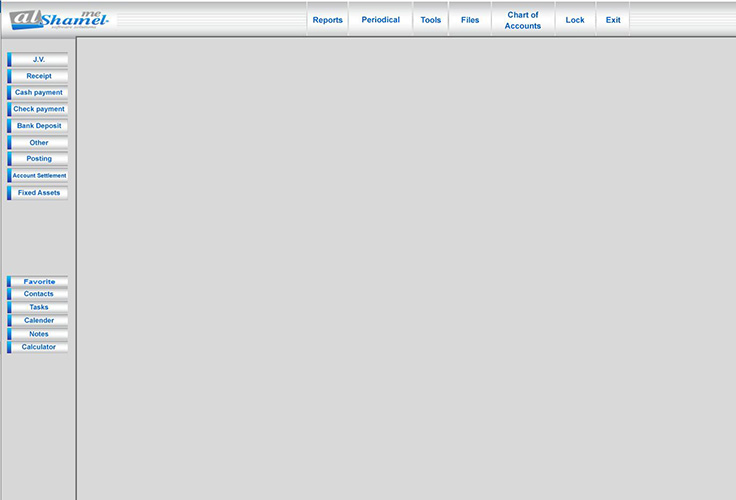 al Shamel me
Reports
Periodical
Tools
Files
Chart of
Accounts
Lock
Exit
J.V.
Receipt
Cash payment
Check payment
Bank Deposit
Other
Posting
Account Settlement
Fixed Assets
Favorite
Contacts
Tasks
Calender
Notes
Calculator